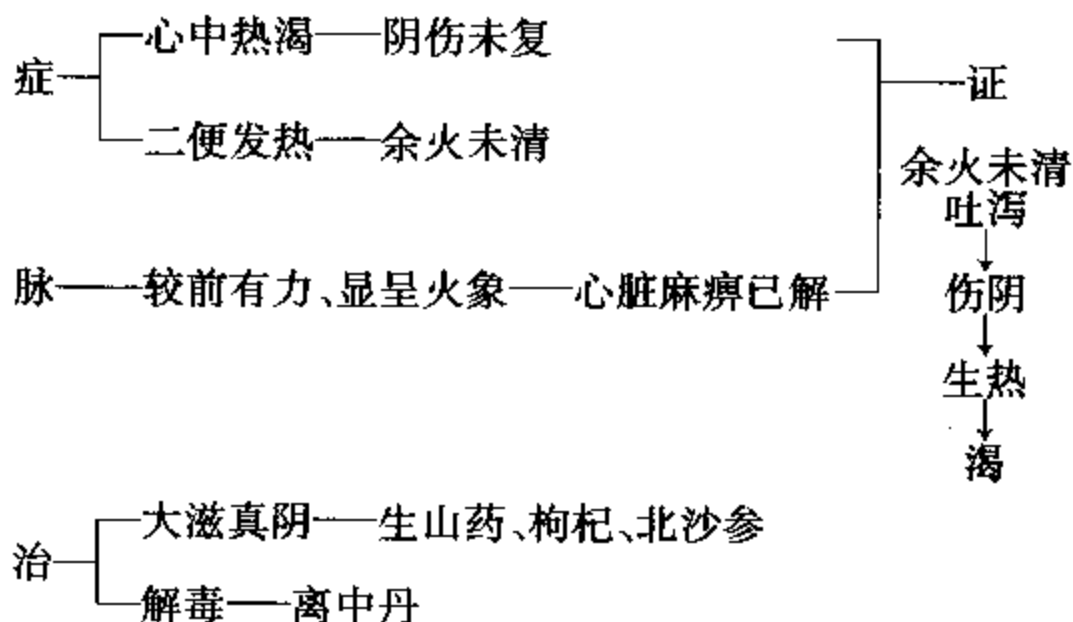 心中热渴——阴伤未复
症
证
二便发热——余火未清
余火未清
吐泻
脉——较前有力、显呈火象——心脏麻痹已解
伤阴
生热
渴
大滋真阴——生山药、枸杞、北沙参
治
解毒——离中丹